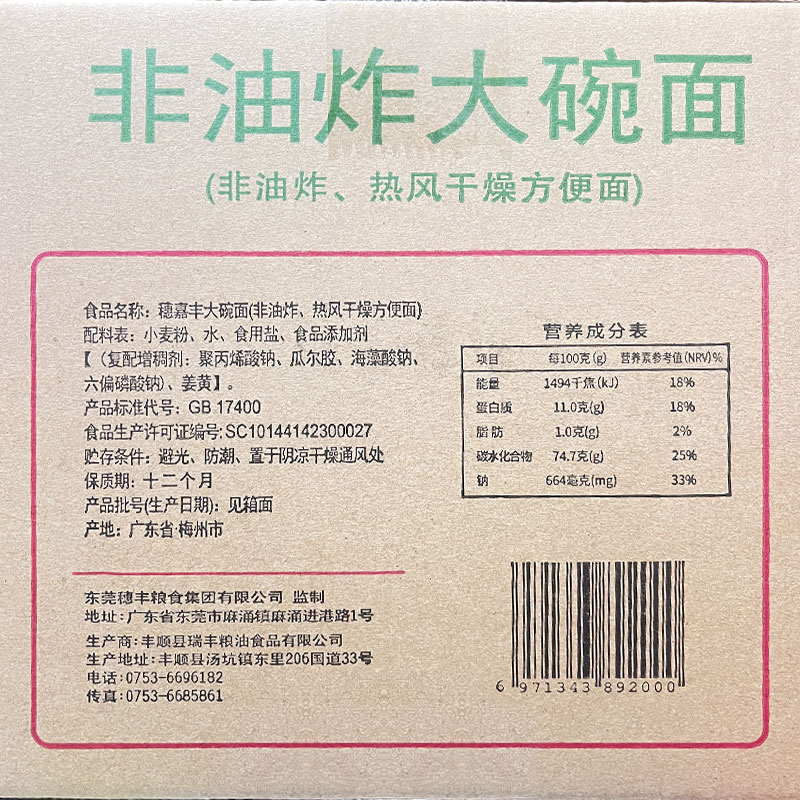 非油炸大碗面
(非油炸、热风干燥方便面)
食品名称：穗嘉丰大碗面(非油炸、热风干燥方便面)
配料表：小麦粉、水、食用盐、食品添加剂
【（复配增稠剂：聚丙烯酸钠、瓜尔胶、海藻酸钠、
六偏磷酸钠）、姜黄】。
产品标准代号：GB 17400
食品生产许可证编号:SC10144142300027
贮存条件：避光、防潮、置于阴凉干燥通风处
保质期：十二个月
产品批号(生产日期)：见箱面
产地：广东省·梅州市
东莞穗丰粮食集团有限公司 监制
地址：广东省东莞市麻涌镇麻涌进港路1号
生产商：丰顺县瑞丰粮油食品有限公司
生产地址：丰顺县汤坑镇东里206国道33号
电话：0753-6696182
传真：0753-6685861
营养成分表
项目 每100克(g) 营养素参考值(NRV)%
能量 1494千焦(kJ) 18%
蛋白质 11.0克(g) 18%
脂肪 1.0克(g) 2%
碳水化合物 74.7克(g) 25%
钠 664毫克(mg) 33%
6 971343 892000